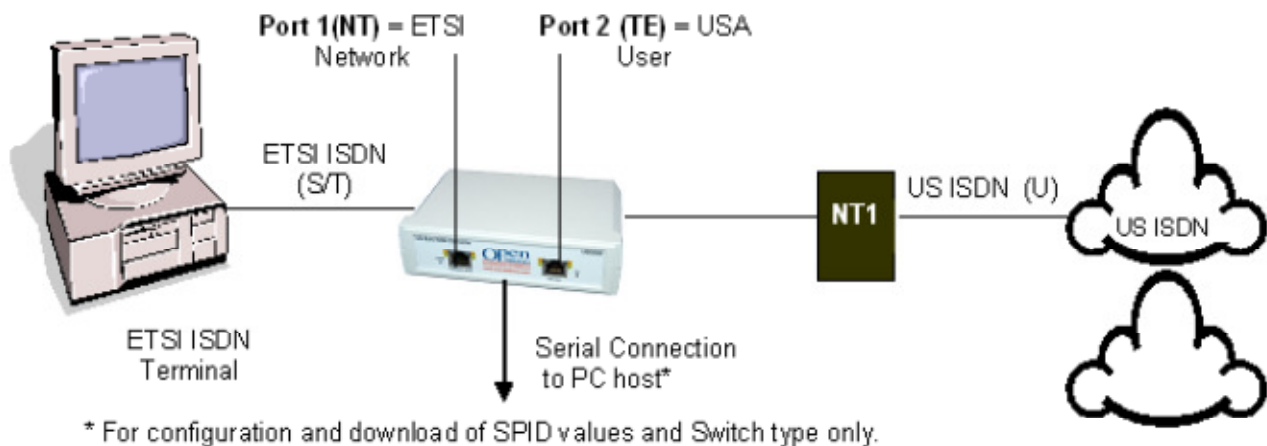 Port 1(NT) = ETSI
Network
Port 2 (TE) = USA
User
ETSI ISDN
(S/T)
open
NT1
US ISDN (U)
US ISDN
ETSI ISDN
Terminal
Serial Connection
to PC host*
* For configuration and download of SPID values and Switch type only.